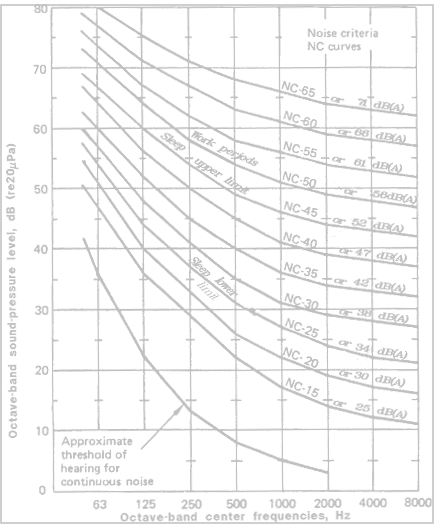 80
70
60
50
40
30
20
10
0
Octave-band sound-pressure level, dB (re20μPa)
Noise criteria
NC curves
NC-65 or 71 dB(A)
NC-60 or 66 dB(A)
NC-55 or 61 dB(A)
NC-50 or 56dB(A)
NC-45 or 52 dB(A)
NC-40 or 47 dB(A)
NC-35 or 42 dB(A)
NC-30 or 38 dB(A)
NC-25 or 34 dB(A)
NC-20 or 30 dB(A)
NC-15 or 25 dB(A)
Work periods
Sleep upper limit
Sleep lower
limit
Approximate
threshold of
hearing for
continuous noise
63 125 250 500 1000 2000 4000 8000
Octave-band center frequencies, Hz